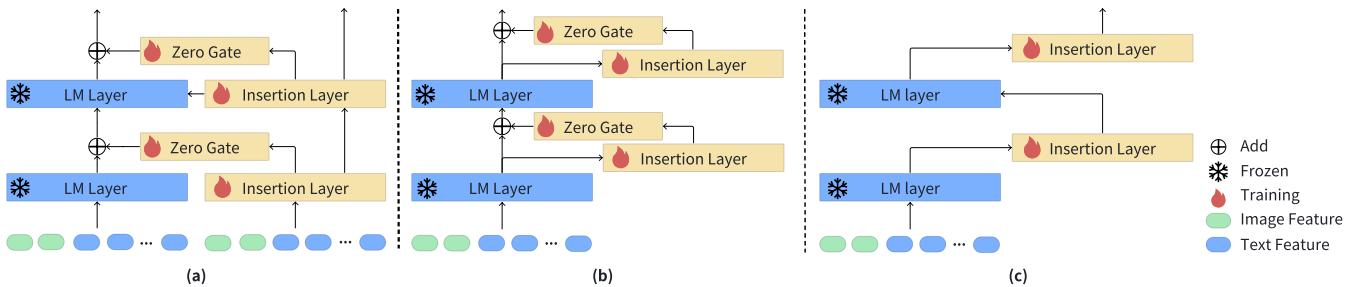 Zero Gate
LM Layer
Insertion Layer
Zero Gate
LM Layer
Insertion Layer
...
...
(a)
Zero Gate
Insertion Layer
LM Layer
Zero Gate
Insertion Layer
LM Layer
...
(b)
Insertion Layer
LM layer
Insertion Layer
LM layer
...
(c)
Add
Frozen
Training
Image Feature
Text Feature